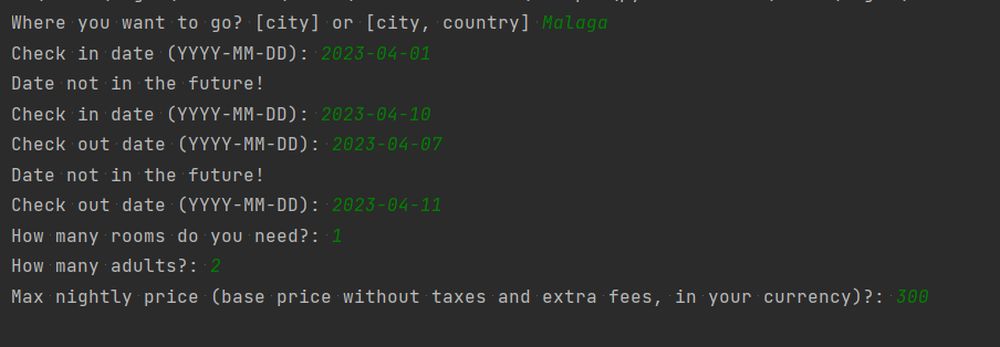 Where you want to go? [city] or [city, country] Malaga
Check in date (YYYY-MM-DD): 2023-04-01
Date not in the future!
Check in date (YYYY-MM-DD): 2023-04-10
Check out date (YYYY-MM-DD): 2023-04-07
Date not in the future!
Check out date (YYYY-MM-DD): 2023-04-11
How many rooms do you need?: 1
How many adults?: 2
Max nightly price (base price without taxes and extra fees, in your currency)?: 300